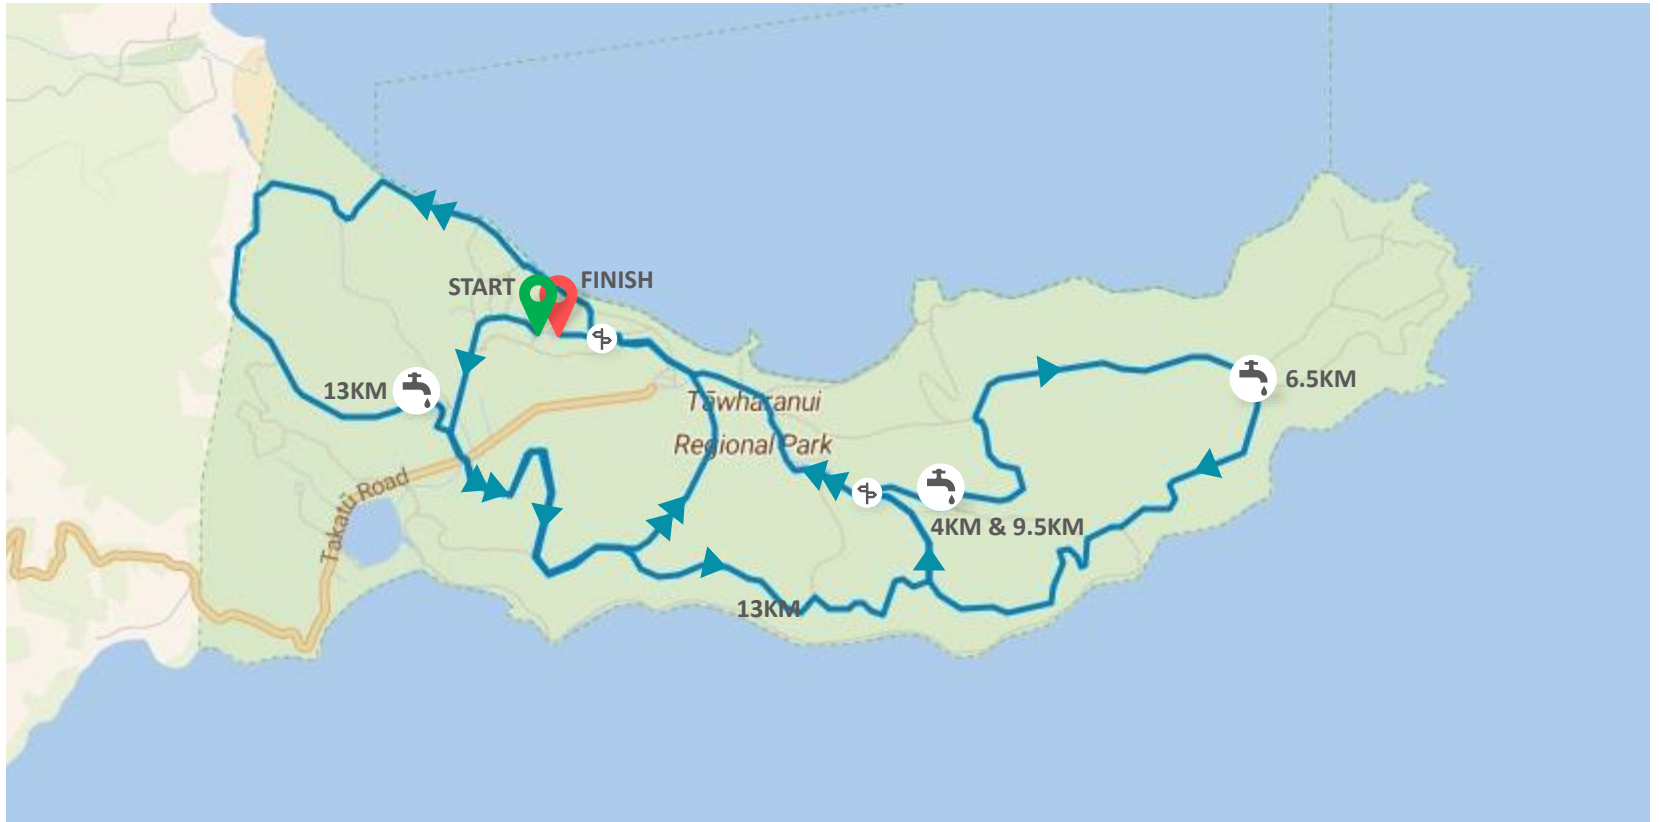 START
FINISH
13KM
6.5KM
Tāwharanui
Regional Park
Takatū Road
4KM & 9.5KM
13KM